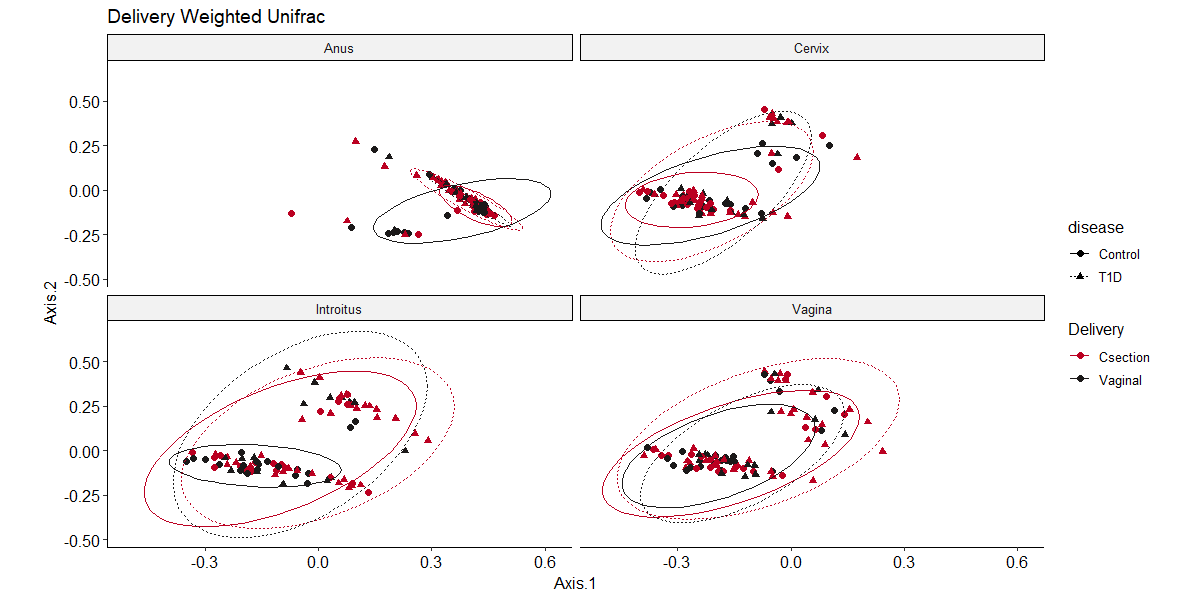 Delivery Weighted Unifrac
Anus
Cervix
0.50
0.25
0.00
-0.25
-0.50
Introitus
Vagina
0.50
0.25
0.00
-0.25
-0.50
-0.3
0.0
0.3
0.6
-0.3
0.0
0.3
0.6
Axis.2
Axis.1
disease
Control
T1D
Delivery
Csection
Vaginal